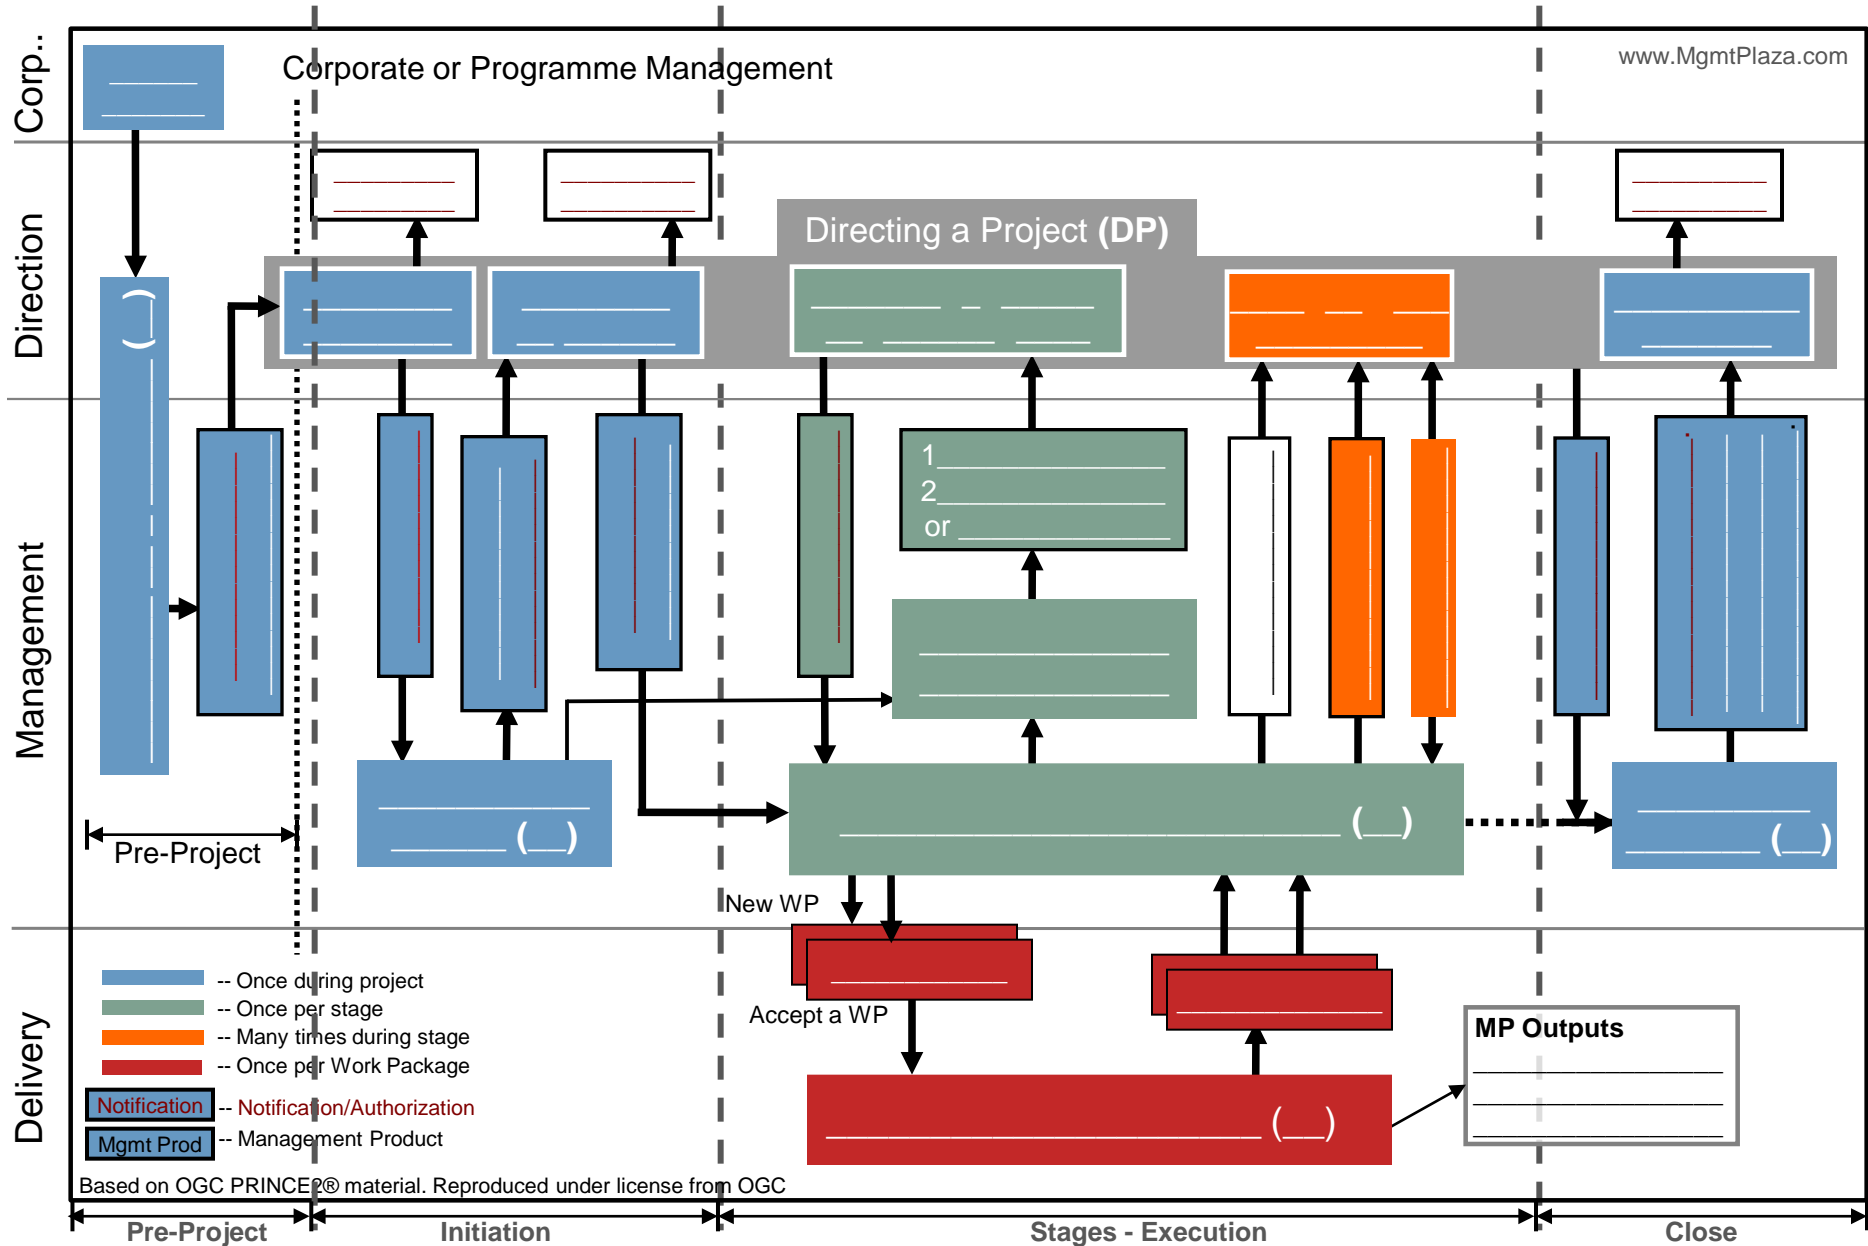 Corp..
Corporate or Programme Management
www.MgmtPlaza.com
Direction
Directing a Project (DP)
( )
Management
1
2
or
( )
( )
( )
Pre-Project
New WP
Accept a WP
Delivery
-- Once during project
-- Once per stage
-- Many times during stage
-- Once per Work Package
Notification -- Notification/Authorization
Mgmt Prod -- Management Product
( )
MP Outputs
Based on OGC PRINCE2® material. Reproduced under license from OGC
Pre-Project
Initiation
Stages - Execution
Close